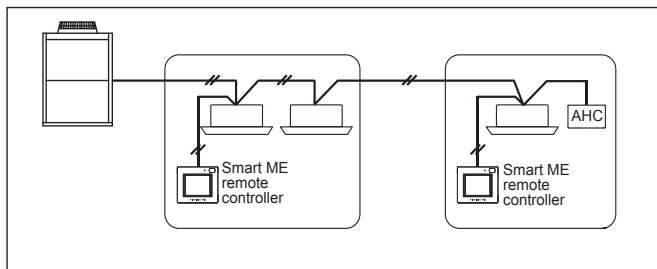 Smart ME
remote
controller
AHC
Smart ME
remote
controller